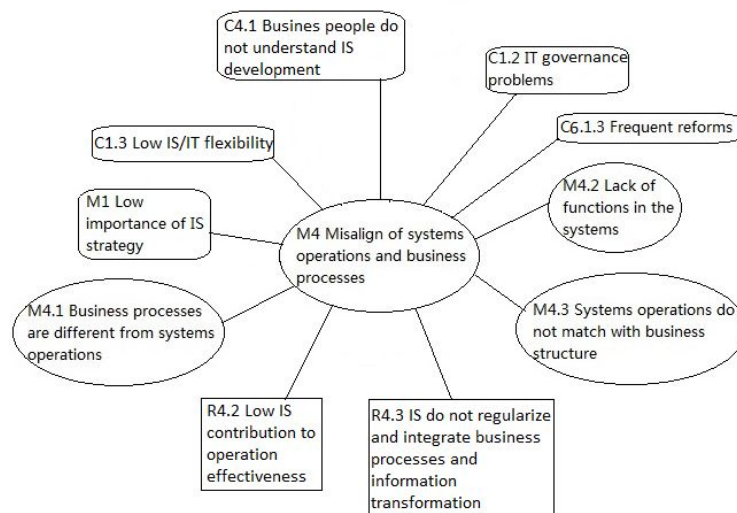 C4.1 Busines people do
not understand IS
development
C1.2 IT governance
problems
C1.3 Low IS/IT flexibility
C6.1.3 Frequent reforms
M1 Low
importance of IS
strategy
M4 Misalign of systems
operations and business
processes
M4.2 Lack of
functions in the
systems
M4.1 Business processes
are different from systems
operations
M4.3 Systems operations do
not match with business
structure
R4.2 Low IS
contribution to
operation
effectiveness
R4.3 IS do not regularize
and integrate business
processes and
information
transformation